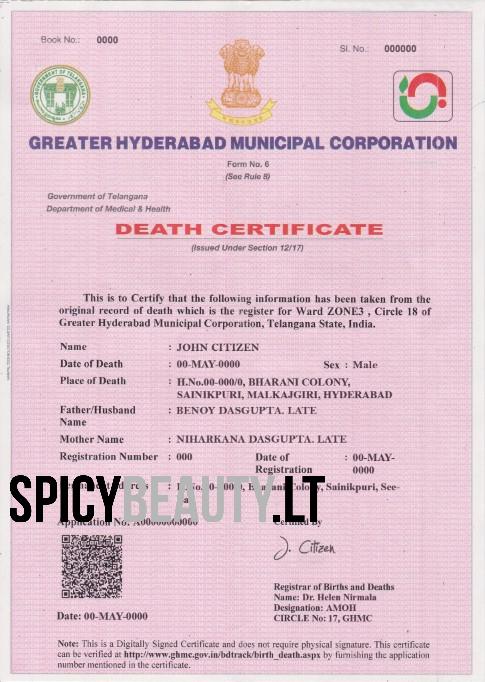 Book No.: 0000
Sl. No.: 000000
GOVERNMENT OF TELANGANA
GREATER HYDERABAD MUNICIPAL CORPORATION
Form No. 6
(See Rule 8)
Government of Telangana
Department of Medical & Health
DEATH CERTIFICATE
(Issued Under Section 12/17)
This is to Certify that the following information has been taken from the
original record of death which is the register for Ward ZONE3 , Circle 18 of
Greater Hyderabad Municipal Corporation, Telangana State, India.
Name : JOHN CITIZEN
Date of Death : 00-MAY-0000 Sex : Male
Place of Death : H.No.00-000/0, BHARANI COLONY,
SAINIKPURI, MALKAJGIRI, HYDERABAD
Father/Husband : BENOY DASGUPTA. LATE
Name
Mother Name : NIHARKANA DASGUPTA. LATE
Registration Number : 000 Date of : 00-MAY-
Registration 0000
Colony, Sainikpuri, See-
SPICYBEAUTY.LT
Application No. A00000000000 Certified By
J. Citizen
Registrar of Births and Deaths
Name: Dr. Helen Nirmala
Designation: AMOH
CIRCLE No: 17, GHMC
Date: 00-MAY-0000
Note: This is a Digitally Signed Certificate and does not require physical signature. This certificate
can be verified at http://www.ghmc.gov.in/bdtrack/birth_death.aspx by furnishing the application
number mentioned in the certificate.